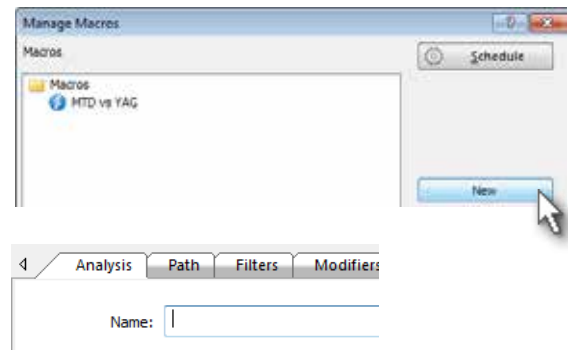 Manage Macros
Macros
Schedule
Macros
MTD vs YAG
New
Analysis Path Filters Modifiers
Name: